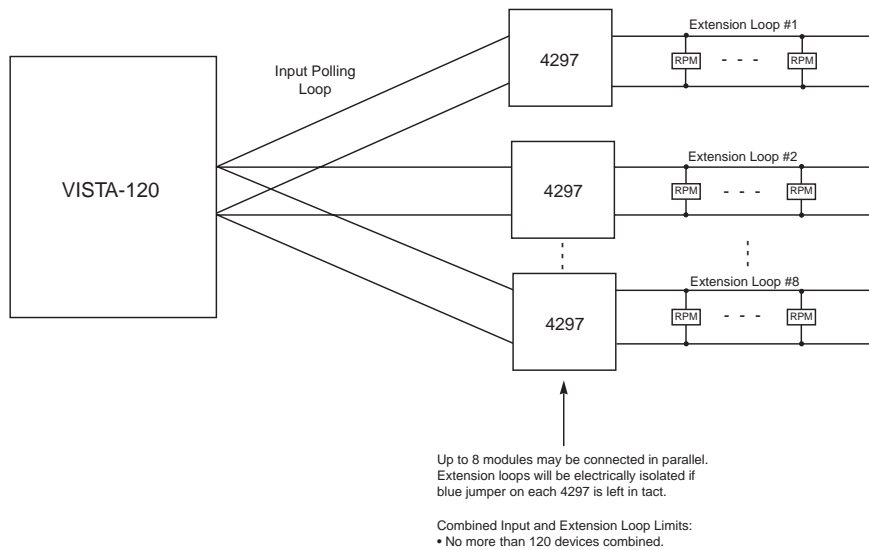 Extension Loop #1
4297
RPM
- - -
RPM
Input Polling
Loop
VISTA-120
Extension Loop #2
4297
RPM
- - -
RPM
Extension Loop #8
4297
RPM
- - -
RPM
Up to 8 modules may be connected in parallel.
Extension loops will be electrically isolated if
blue jumper on each 4297 is left in tact.
Combined Input and Extension Loop Limits:
• No more than 120 devices combined.